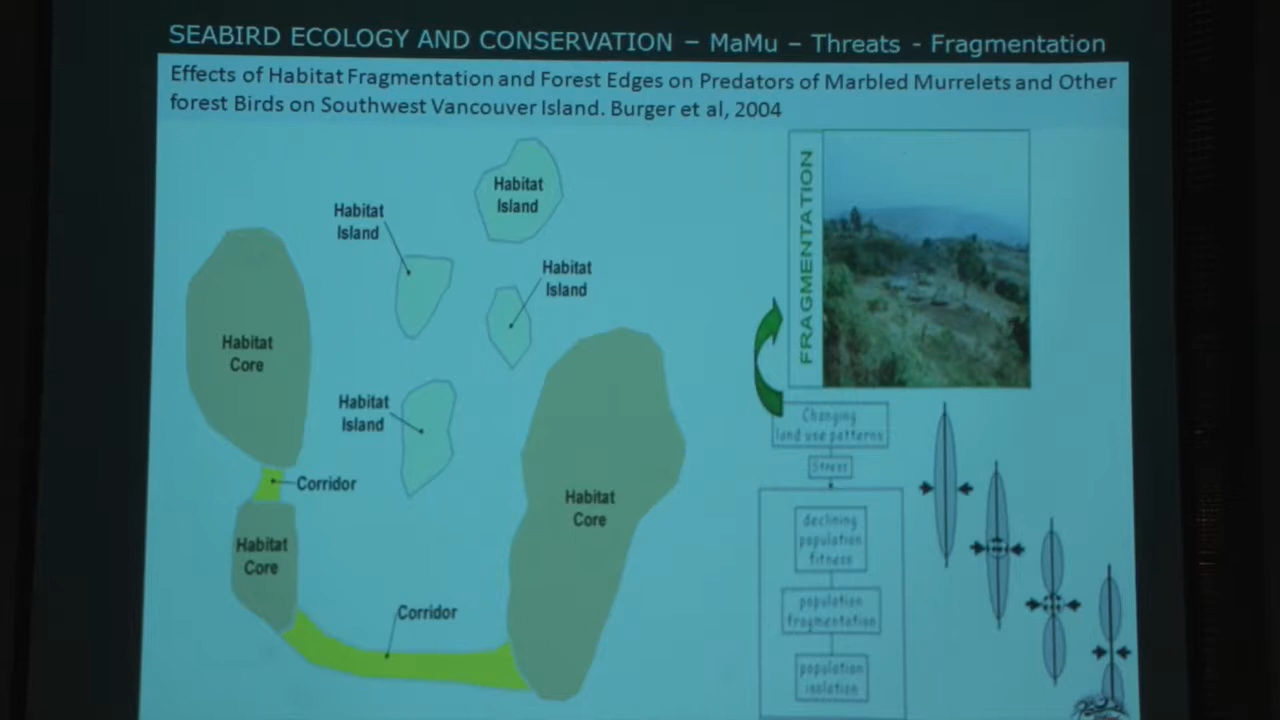 SEABIRD ECOLOGY AND CONSERVATION – MaMu – Threats - Fragmentation
Effects of Habitat Fragmentation and Forest Edges on Predators of Marbled Murrelets and Other
forest Birds on Southwest Vancouver Island. Burger et al, 2004
Habitat
Island
Habitat
Island
Habitat
Island
Habitat
Core
Habitat
Island
Corridor
Habitat
Core
Habitat
Core
Corridor
FRAGMENTATION
Changing
land use patterns
Stress
declining
population
fitness
population
fragmentation
population
isolation